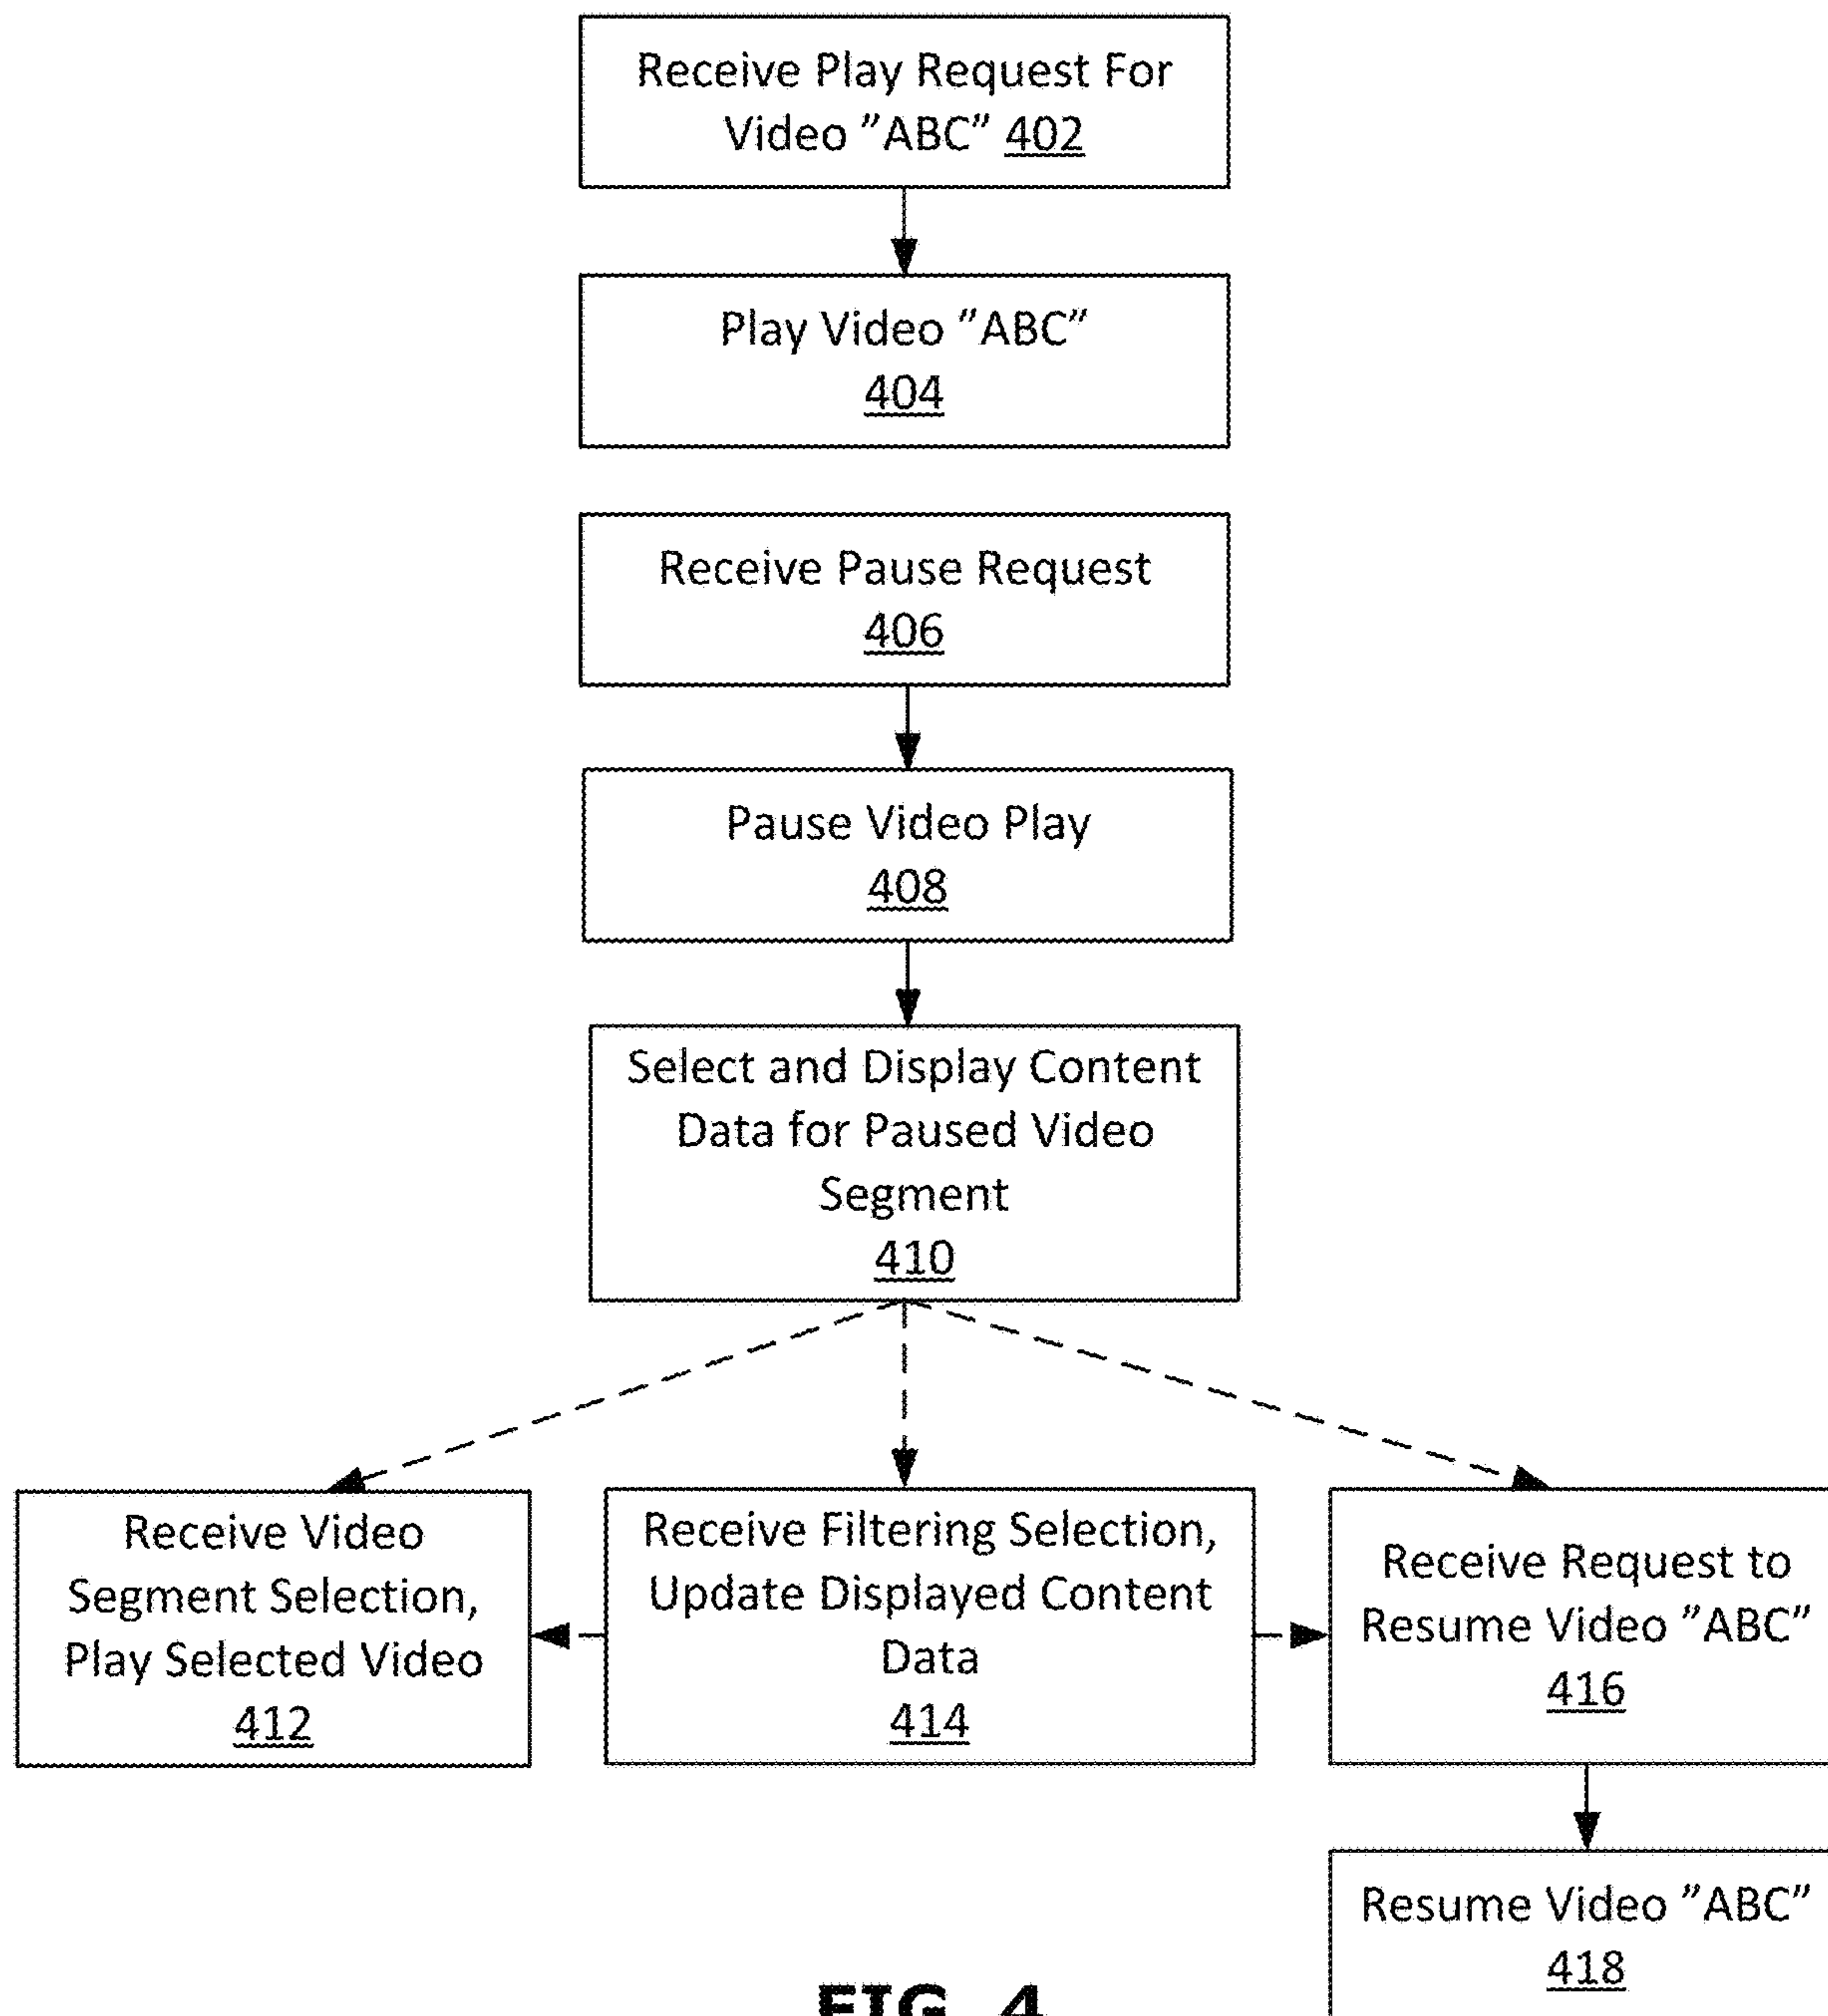 Receive Play Request For
Video ”ABC” 402
Play Video ”ABC”
404
Receive Pause Request
406
Pause Video Play
408
Select and Display Content
Data for Paused Video
Segment
410
Receive Video
Segment Selection,
Play Selected Video
412
Receive Filtering Selection,
Update Displayed Content
Data
414
Receive Request to
Resume Video ”ABC”
416
Resume Video ”ABC”
418
FIG. 4